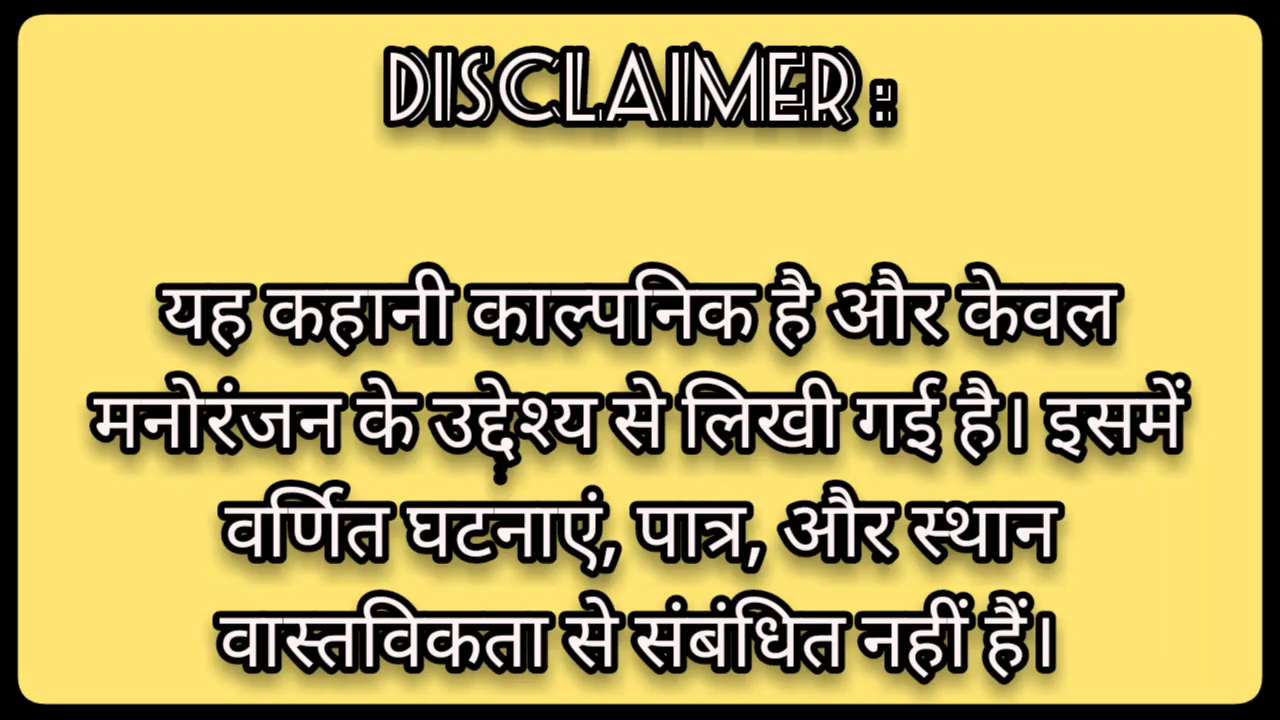 DISCLAIMER :
यह कहानी काल्पनिक है और केवल
मनोरंजन के उद्देश्य से लिखी गई है। इसमें
वर्णित घटनाएं, पात्र, और स्थान
वास्तविकता से संबंधित नहीं हैं।